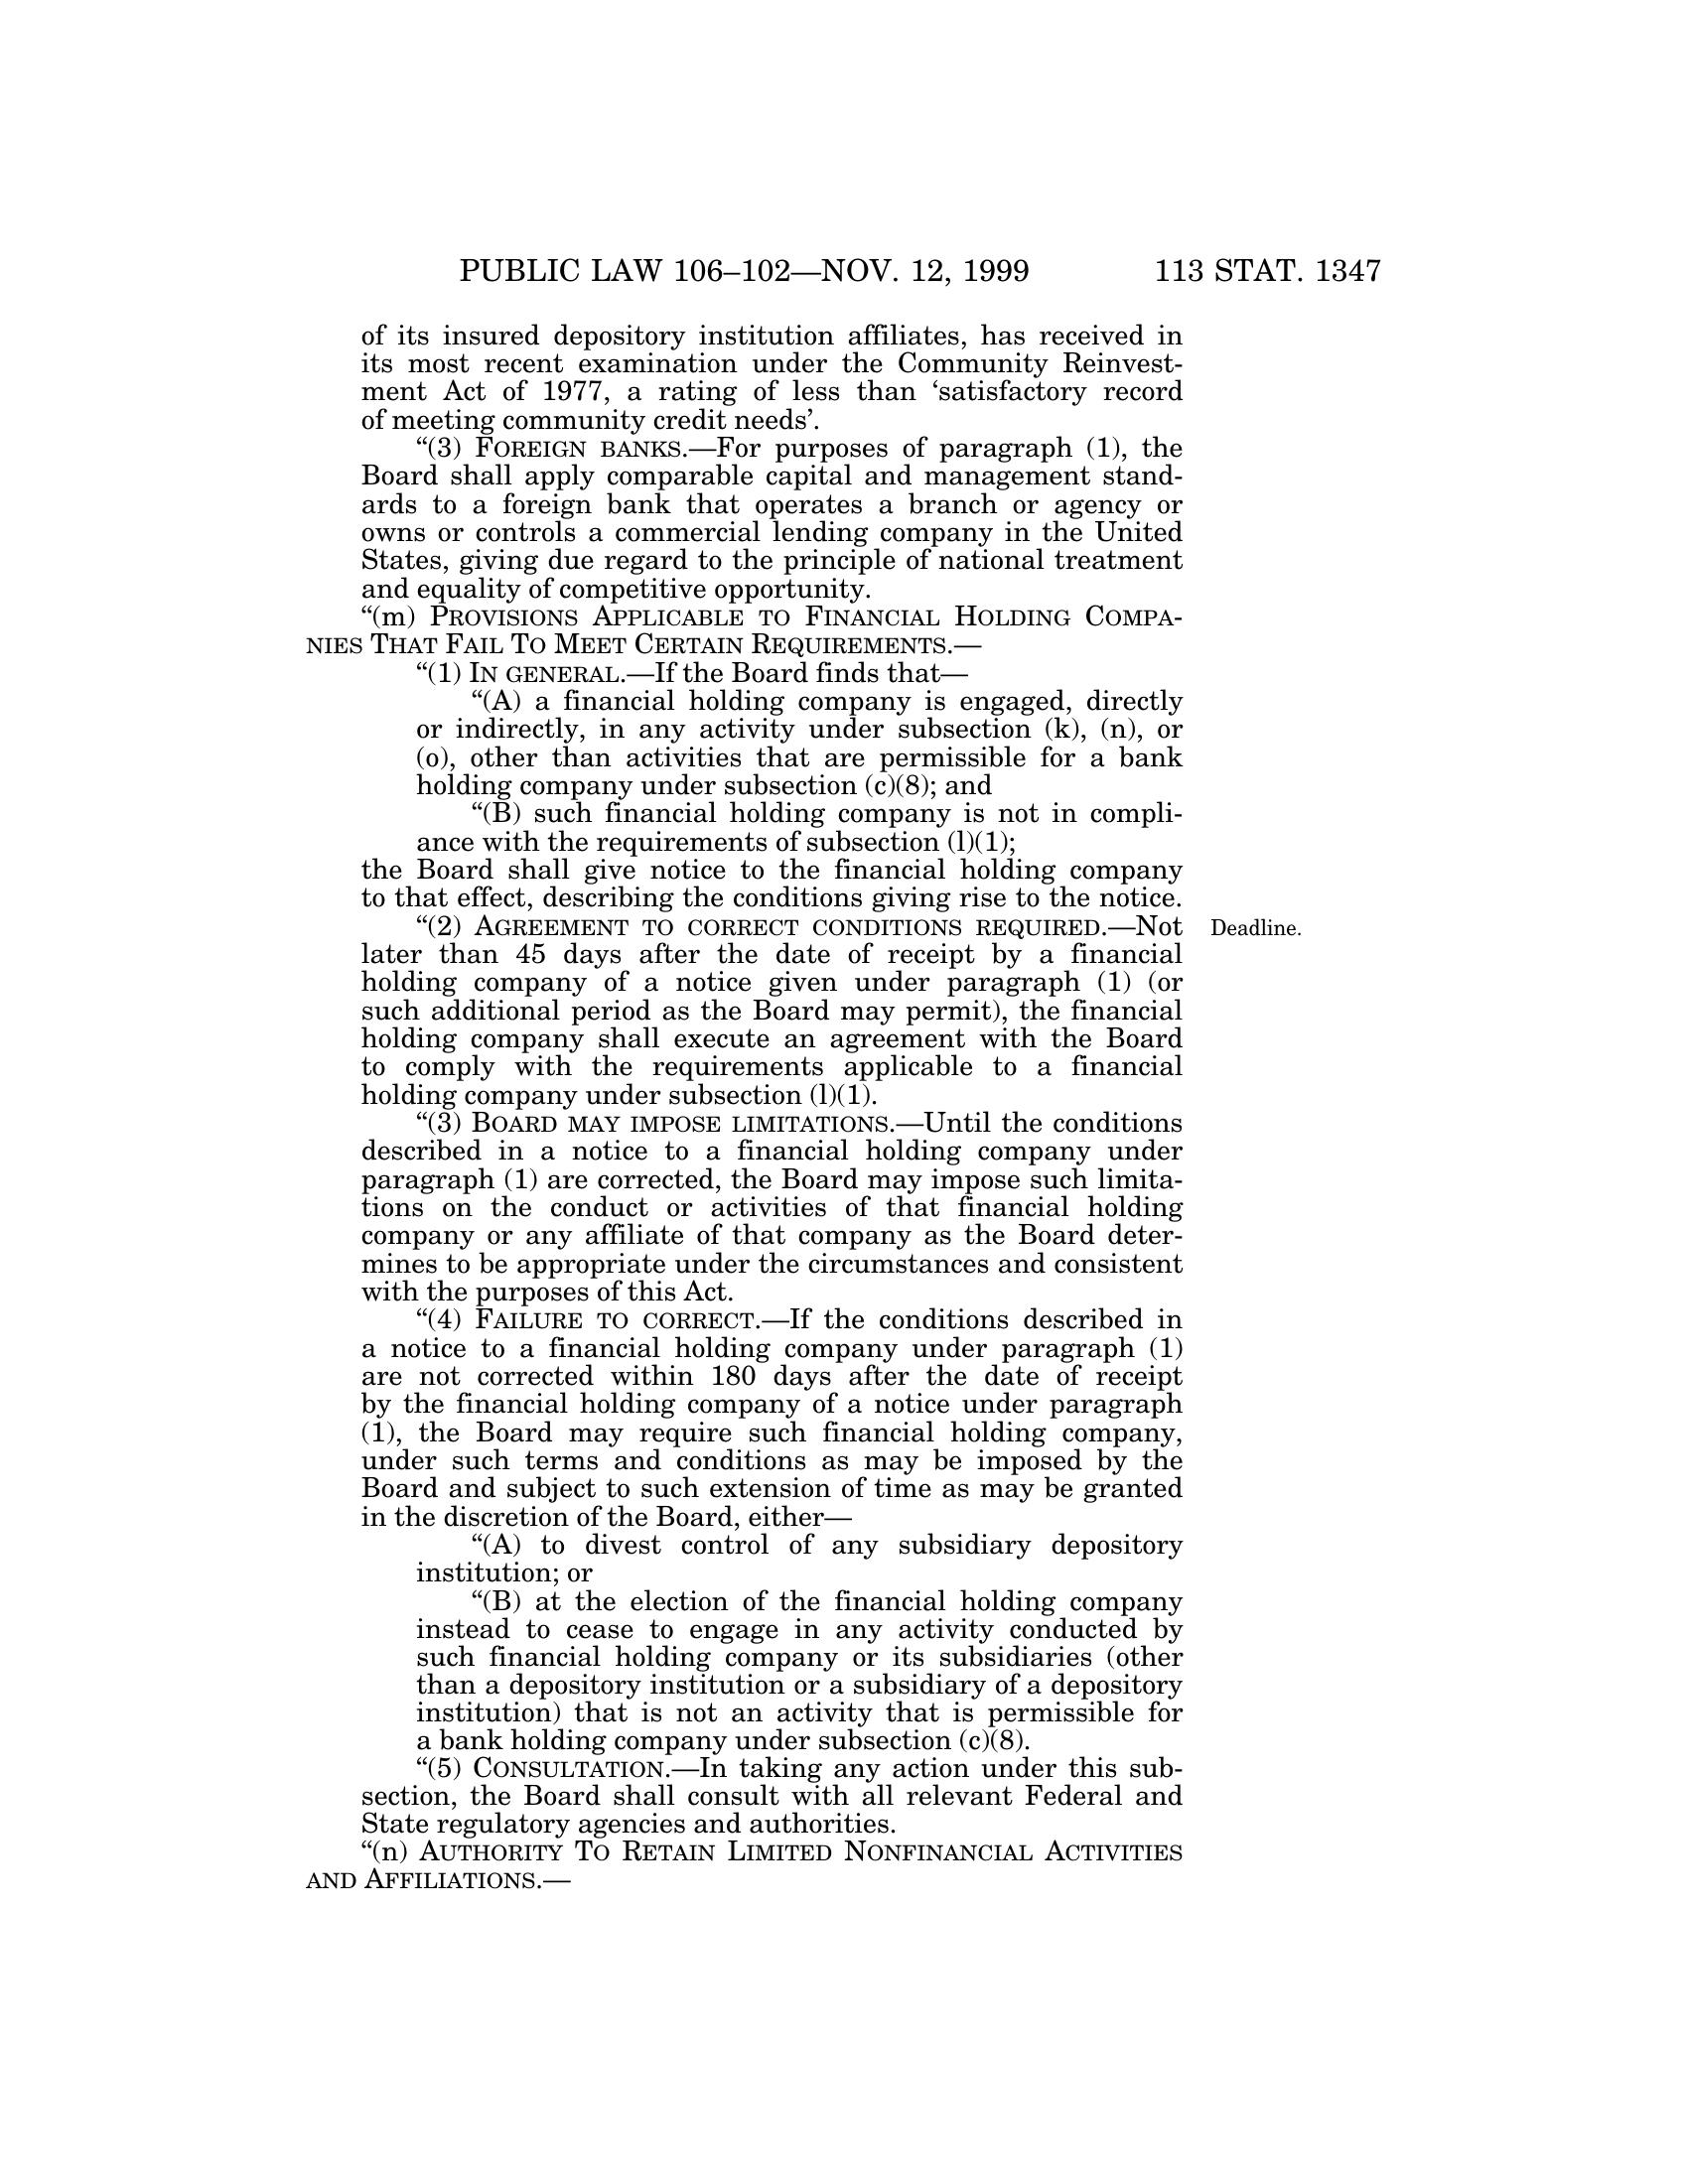 PUBLIC LAW 106–102—NOV. 12, 1999 113 STAT. 1347
of its insured depository institution affiliates, has received in
its most recent examination under the Community Reinvest-
ment Act of 1977, a rating of less than ‘satisfactory record
of meeting community credit needs’.
“(3) FOREIGN BANKS.—For purposes of paragraph (1), the
Board shall apply comparable capital and management stand-
ards to a foreign bank that operates a branch or agency or
owns or controls a commercial lending company in the United
States, giving due regard to the principle of national treatment
and equality of competitive opportunity.
“(m) PROVISIONS APPLICABLE TO FINANCIAL HOLDING COMPA-
NIES THAT FAIL TO MEET CERTAIN REQUIREMENTS.—
“(1) IN GENERAL.—If the Board finds that—
“(A) a financial holding company is engaged, directly
or indirectly, in any activity under subsection (k), (n), or
(o), other than activities that are permissible for a bank
holding company under subsection (c)(8); and
“(B) such financial holding company is not in compli-
ance with the requirements of subsection (l)(1);
the Board shall give notice to the financial holding company
to that effect, describing the conditions giving rise to the notice.
“(2) AGREEMENT TO CORRECT CONDITIONS REQUIRED.—Not Deadline.
later than 45 days after the date of receipt by a financial
holding company of a notice given under paragraph (1) (or
such additional period as the Board may permit), the financial
holding company shall execute an agreement with the Board
to comply with the requirements applicable to a financial
holding company under subsection (l)(1).
“(3) BOARD MAY IMPOSE LIMITATIONS.—Until the conditions
described in a notice to a financial holding company under
paragraph (1) are corrected, the Board may impose such limita-
tions on the conduct or activities of that financial holding
company or any affiliate of that company as the Board deter-
mines to be appropriate under the circumstances and consistent
with the purposes of this Act.
“(4) FAILURE TO CORRECT.—If the conditions described in
a notice to a financial holding company under paragraph (1)
are not corrected within 180 days after the date of receipt
by the financial holding company of a notice under paragraph
(1), the Board may require such financial holding company,
under such terms and conditions as may be imposed by the
Board and subject to such extension of time as may be granted
in the discretion of the Board, either—
“(A) to divest control of any subsidiary depository
institution; or
“(B) at the election of the financial holding company
instead to cease to engage in any activity conducted by
such financial holding company or its subsidiaries (other
than a depository institution or a subsidiary of a depository
institution) that is not an activity that is permissible for
a bank holding company under subsection (c)(8).
“(5) CONSULTATION.—In taking any action under this sub-
section, the Board shall consult with all relevant Federal and
State regulatory agencies and authorities.
“(n) AUTHORITY TO RETAIN LIMITED NONFINANCIAL ACTIVITIES
AND AFFILIATIONS.—